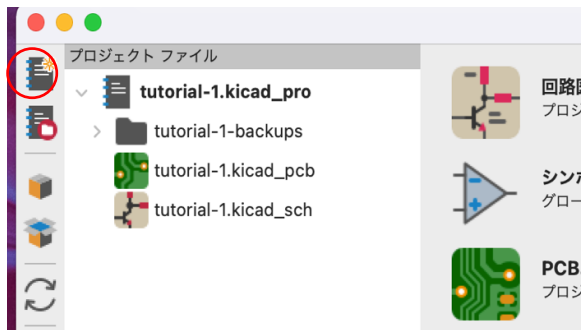 プロジェクト ファイル
tutorial-1.kicad_pro
tutorial-1-backups
tutorial-1.kicad_pcb
tutorial-1.kicad_sch
回路
プロジ
シン
グロー
PCB
プロジ